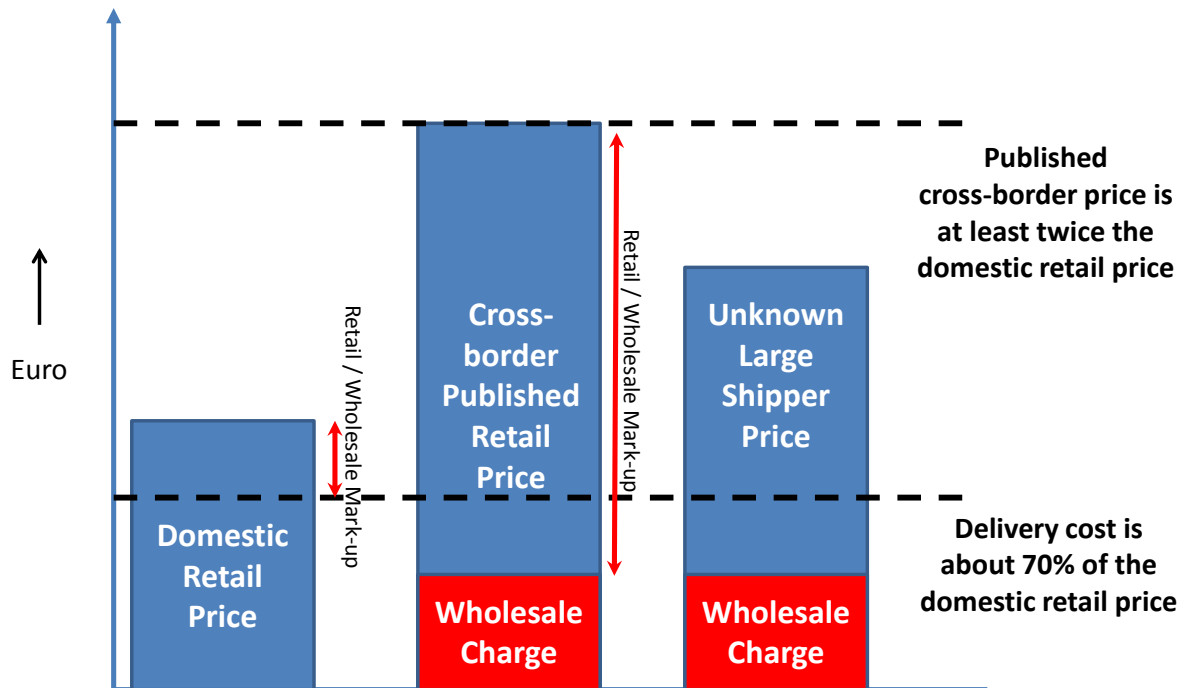 Published
cross-border price is
at least twice the
domestic retail price
Euro
Retail / Wholesale Mark-up
Retail / Wholesale Mark-up
Domestic
Retail
Price
Cross-
border
Published
Retail
Price
Unknown
Large
Shipper
Price
Delivery cost is
about 70% of the
domestic retail price
Wholesale
Charge
Wholesale
Charge